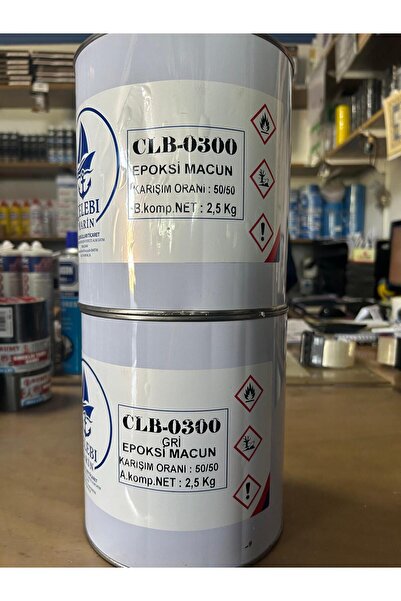 CLB-0300
EPOKSİ MACUN
KARIŞIM ORANI : 50/50
B.komp.NET : 2,5 Kg
CLB-0300
GRİ
EPOKSİ MACUN
KARIŞIM ORANI : 50/50
A.komp.NET : 2,5 Kg